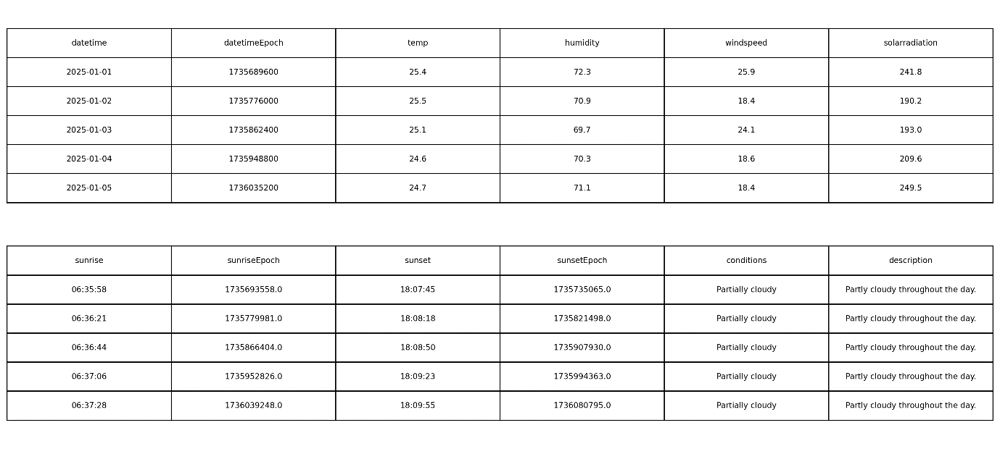 datetime datetimeEpoch temp humidity windspeed solarradiation
2025-01-01 1735689600 25.4 72.3 25.9 241.8
2025-01-02 1735776000 25.5 70.9 18.4 190.2
2025-01-03 1735862400 25.1 69.7 24.1 193.0
2025-01-04 1735948800 24.6 70.3 18.6 209.6
2025-01-05 1736035200 24.7 71.1 18.4 249.5
sunrise sunriseEpoch sunset sunsetEpoch conditions description
06:35:58 1735693558.0 18:07:45 1735735065.0 Partially cloudy Partly cloudy throughout the day.
06:36:21 1735779981.0 18:08:18 1735821498.0 Partially cloudy Partly cloudy throughout the day.
06:36:44 1735866404.0 18:08:50 1735907930.0 Partially cloudy Partly cloudy throughout the day.
06:37:06 1735952826.0 18:09:23 1735994363.0 Partially cloudy Partly cloudy throughout the day.
06:37:28 1736039248.0 18:09:55 1736080795.0 Partially cloudy Partly cloudy throughout the day.